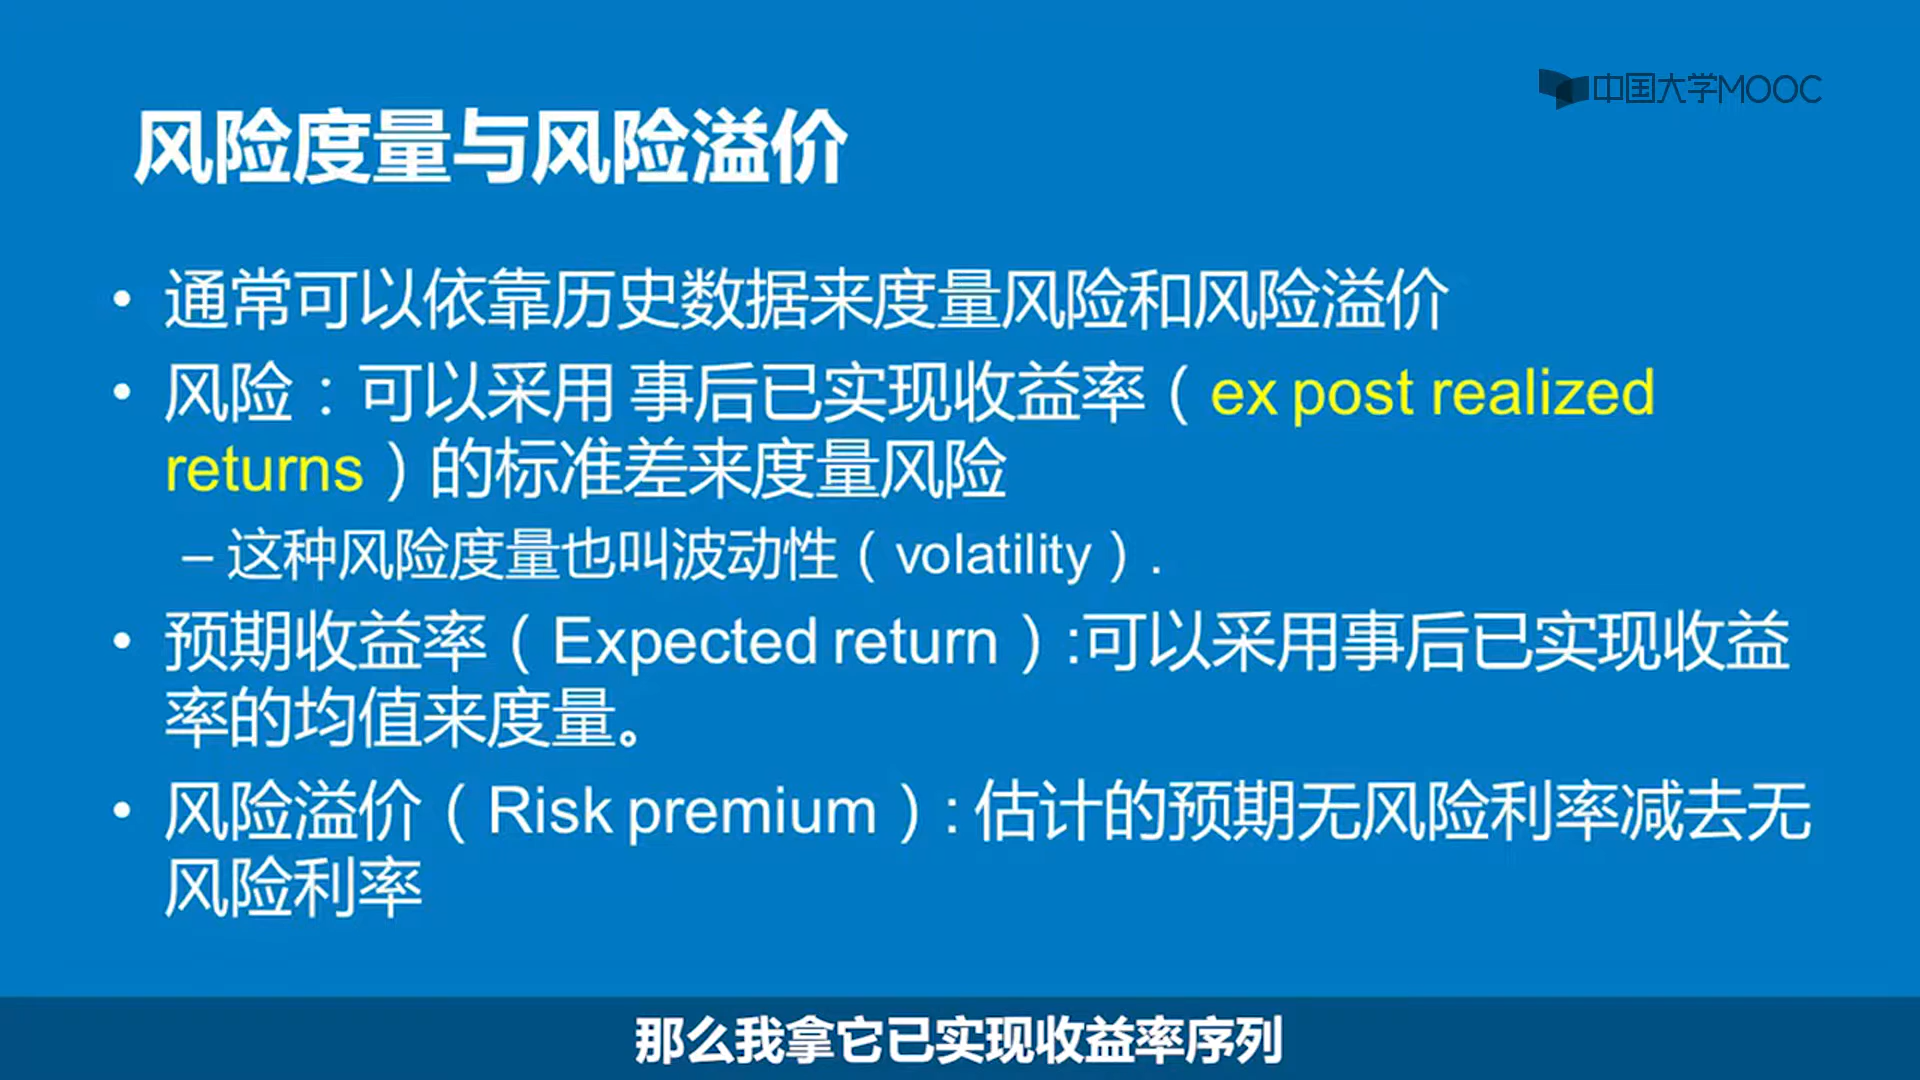 中国大学MOOC
风险度量与风险溢价
• 通常可以依靠历史数据来度量风险和风险溢价
• 风险：可以采用 事后已实现收益率（ex post realized
returns）的标准差来度量风险
– 这种风险度量也叫波动性（volatility）.
• 预期收益率（Expected return）:可以采用事后已实现收益
率的均值来度量。
• 风险溢价（Risk premium）: 估计的预期无风险利率减去无
风险利率
那么我拿它已实现收益率序列